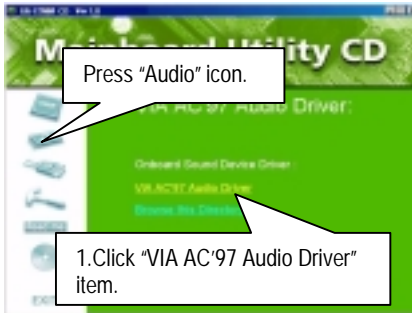 Mainboard Utility CD
Press “Audio” icon.
VIA AC'97 Audio Driver:
Onboard Sound Device Driver :
VIA AC'97 Audio Driver
Browse this Directory
1.Click “VIA AC’97 Audio Driver”
item.
EXIT